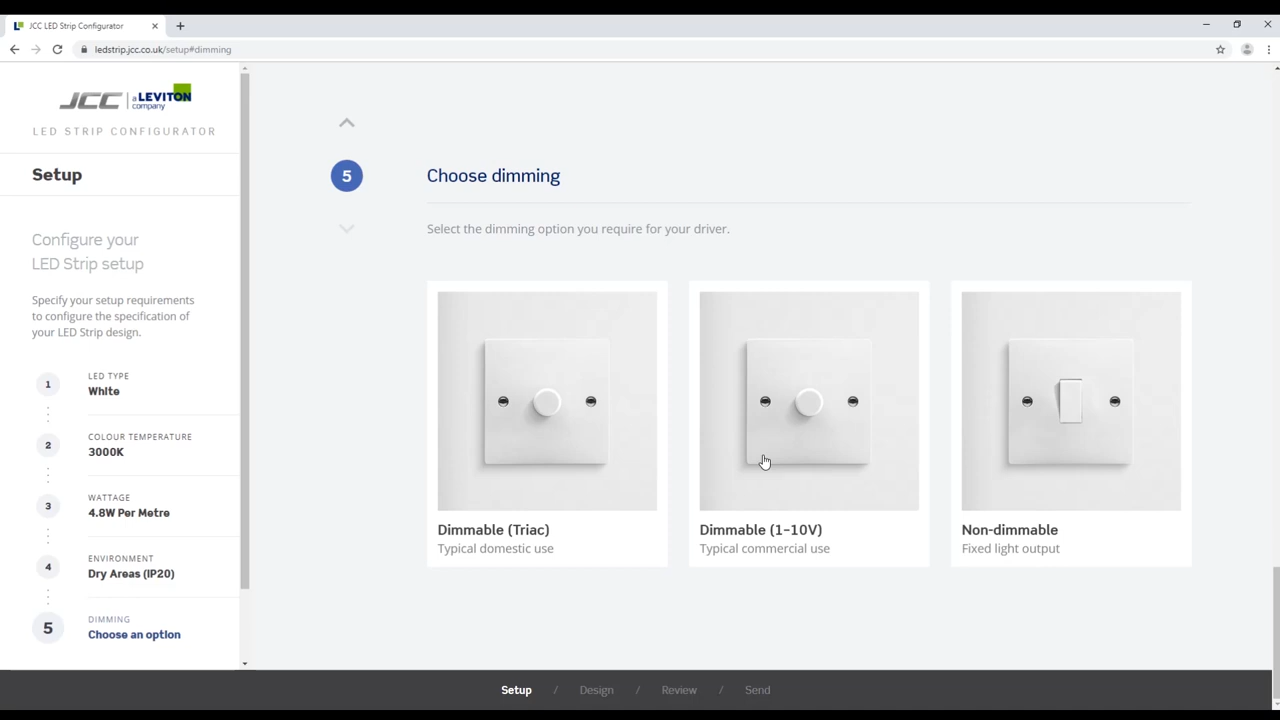 JCC LED Strip Configurator
ledstrip.jcc.co.uk/setup#dimming
JCC a LEVITON company
LED STRIP CONFIGURATOR
Setup
Configure your
LED Strip setup
Specify your setup requirements
to configure the specification of
your LED Strip design.
1 LED TYPE
White
2 COLOUR TEMPERATURE
3000K
3 WATTAGE
4.8W Per Metre
4 ENVIRONMENT
Dry Areas (IP20)
5 DIMMING
Choose an option
5 Choose dimming
Select the dimming option you require for your driver.
Dimmable (Triac)
Typical domestic use
Dimmable (1-10V)
Typical commercial use
Non-dimmable
Fixed light output
Setup / Design / Review / Send